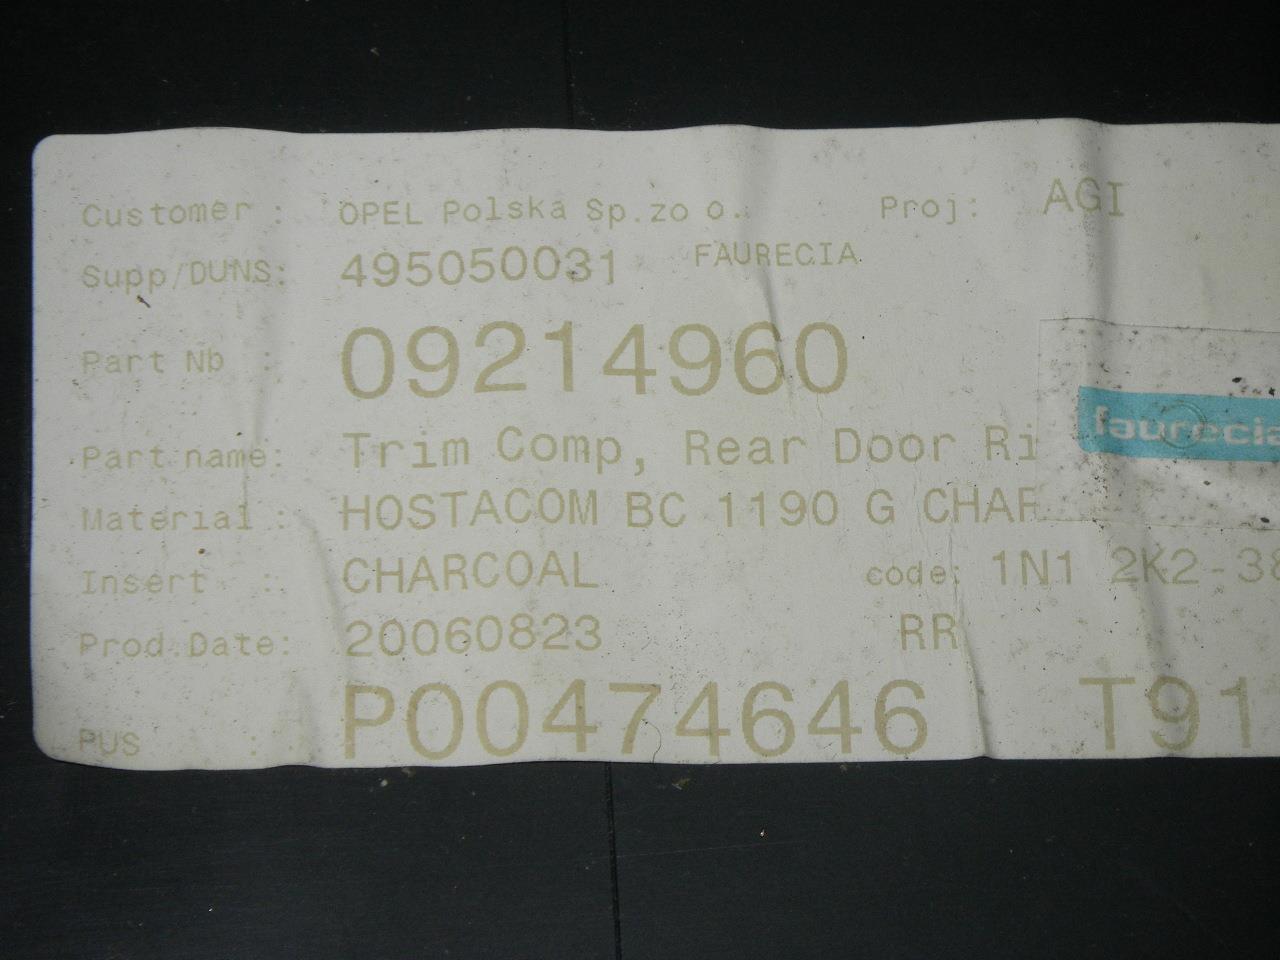 Customer : OPEL Polska Sp.zo o. Proj: AGI
Supp/DUNS: 495050031 FAURECIA
Part Nb : 09214960
faurecia
Part name: Trim Comp, Rear Door Ri
Material : HOSTACOM BC 1190 G CHAR
Insert : CHARCOAL code: 1N1 2K2-38
Prod.Date: 20060823 RR
PUS : P00474646 T91